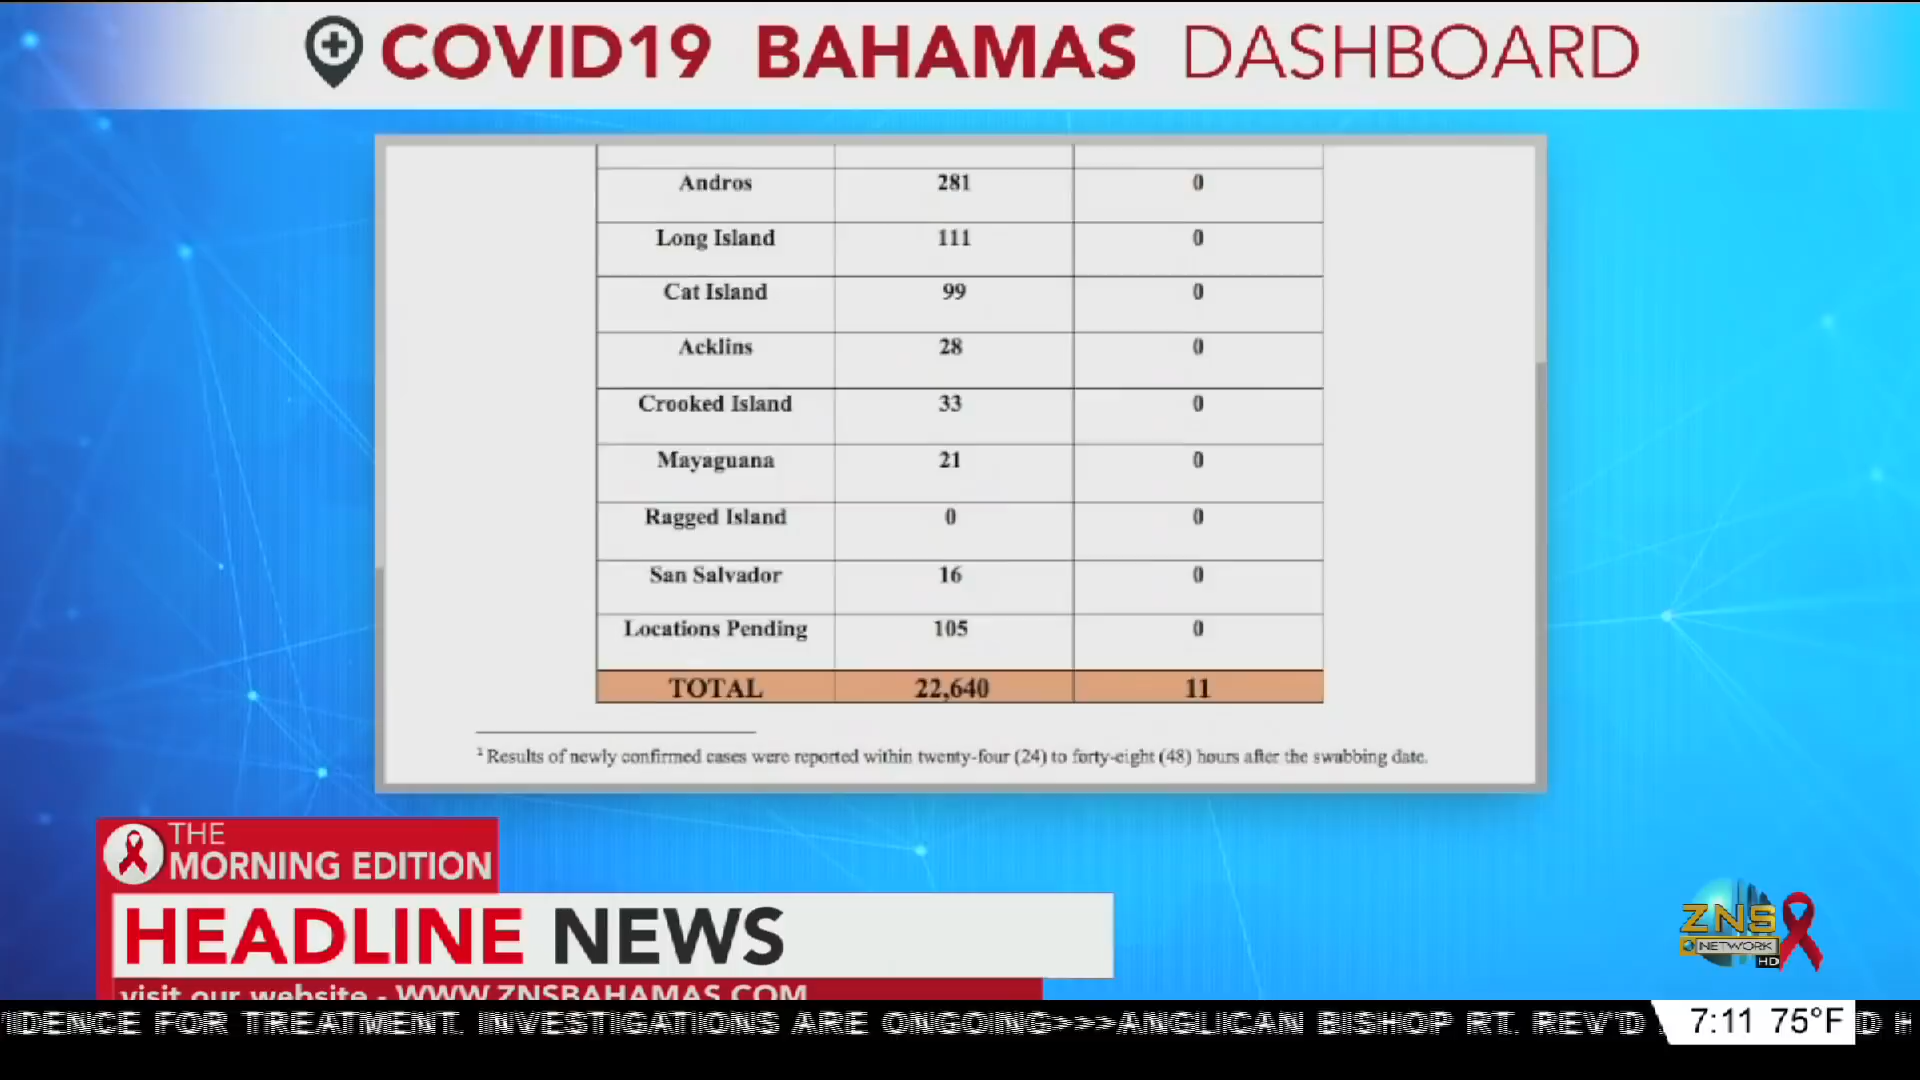 COVID19 BAHAMAS DASHBOARD
Andros 281 0
Long Island 111 0
Cat Island 99 0
Acklins 28 0
Crooked Island 33 0
Mayaguana 21 0
Ragged Island 0 0
San Salvador 16 0
Locations Pending 105 0
TOTAL 22,640 11
1 Results of newly confirmed cases were reported within twenty-four (24) to forty-eight (48) hours after the swabbing date.
THE
MORNING EDITION
HEADLINE NEWS
visit our website - WWW.ZNSBAHAMAS.COM
ZNS
NETWORK
HD
IDENCE FOR TREATMENT. INVESTIGATIONS ARE ONGOING>>>ANGLICAN BISHOP RT. REV'D
7:11 75°F